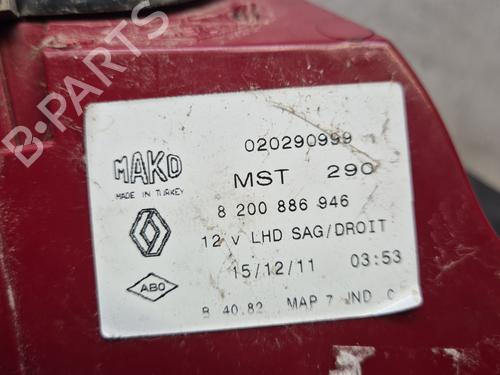 B-PARTS
020290999
MAKO
MADE IN TURKEY
MST 290
8 200 886 946
12 v LHD SAG/DROIT
15/12/11 03:53
ABO
B 40.82 MAP 7 IND C